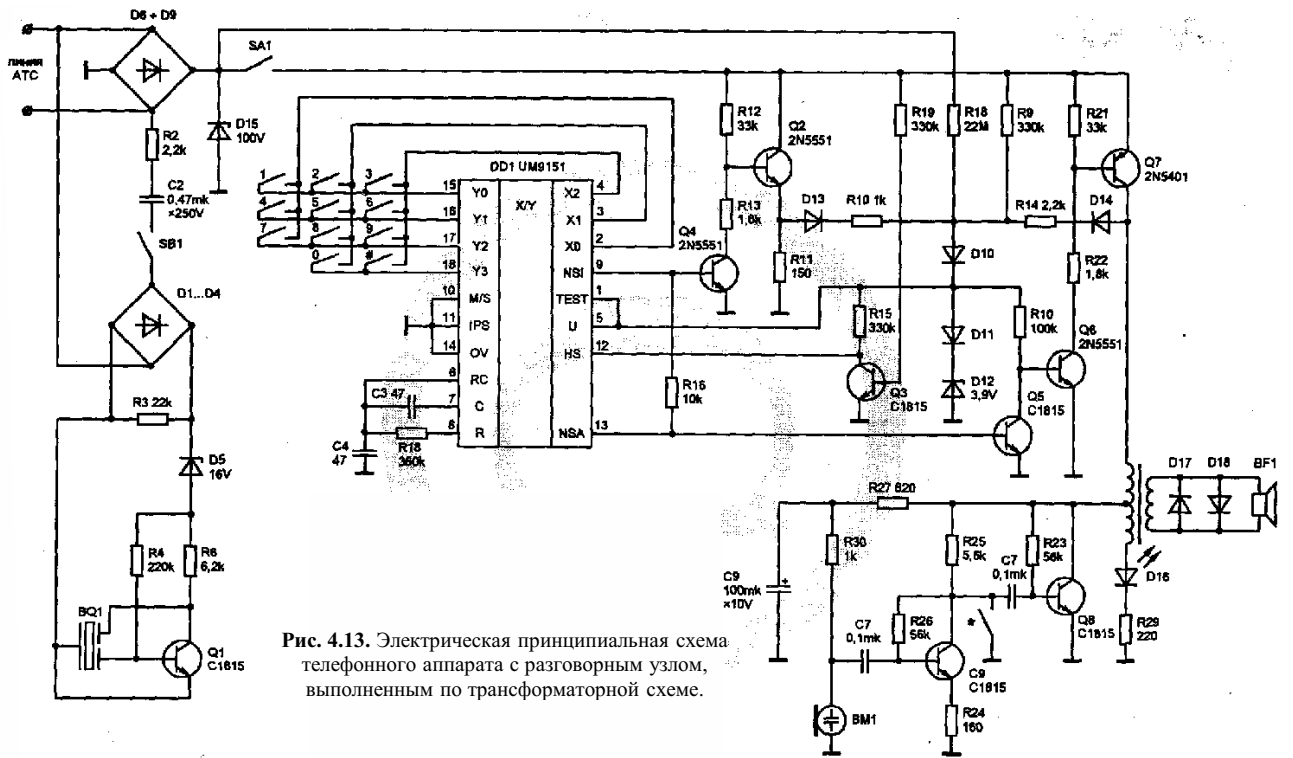 D6 ÷ D9
линия
АТС
SA1
R2
2,2k
D15
100V
C2
0,47mk
×250V
SB1
D1...D4
R3 22k
D5
16V
R4
220k
R6
6,2k
BQ1
Q1
C1815
1
2
3
4
5
6
7
8
9
0
#
DD1 UM9151
X/Y
15 Y0
16 Y1
17 Y2
18 Y3
10 M/S
11 IPS
14 OV
6 RC
7 C
8 R
X2 4
X1 3
X0 2
NSI 9
TEST 1
U 5
HS 12
NSA 13
C3 47
C4
47
R18
360k
R12
33k
Q2
2N5551
R13
1,6k
Q4
2N5551
D13
R10 1k
R11
150
R19
330k
R18
22M
R9
330k
R21
33k
Q7
2N5401
R14 2,2k
D14
D10
R22
1,8k
R15
330k
R10
100k
D11
Q6
2N5551
R16
10k
Q3
C1815
D12
3,9V
Q5
C1815
R27 820
D17
D18
BF1
R30
1k
R25
5,6k
R23
56k
C7
0,1mk
D16
C9
100mk
×10V
+
C7
0,1mk
R26
56k
*
Q8
C1815
R29
220
C9
C1815
BM1
R24
160
Рис. 4.13. Электрическая принципиальная схема
телефонного аппарата с разговорным узлом,
выполненным по трансформаторной схеме.